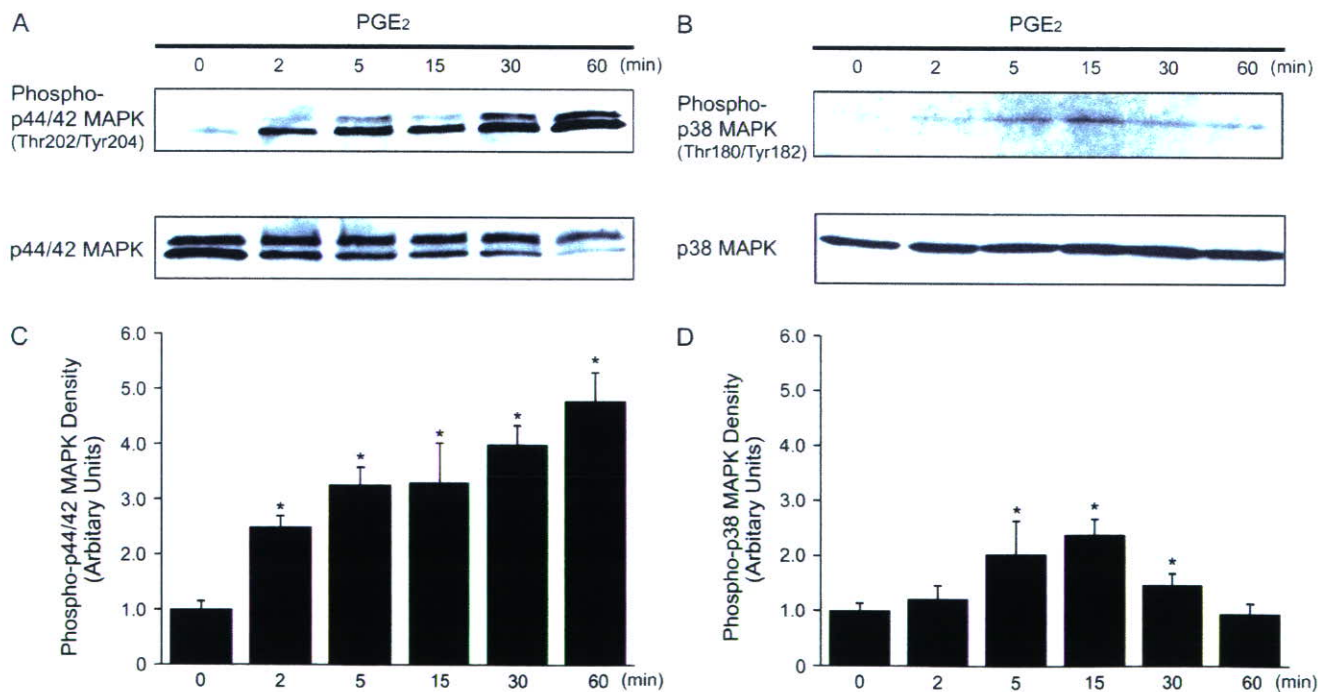 A
PGE2
0 2 5 15 30 60 (min)
Phospho-
p44/42 MAPK
(Thr202/Tyr204)
p44/42 MAPK
B
PGE2
0 2 5 15 30 60 (min)
Phospho-
p38 MAPK
(Thr180/Tyr182)
p38 MAPK
C
Phospho-p44/42 MAPK Density
(Arbitary Units)
6.0
5.0
4.0
3.0
2.0
1.0
0
* * * * *
0 2 5 15 30 60 (min)
D
Phospho-p38 MAPK Density
(Arbitary Units)
6.0
5.0
4.0
3.0
2.0
1.0
0
* * *
0 2 5 15 30 60 (min)